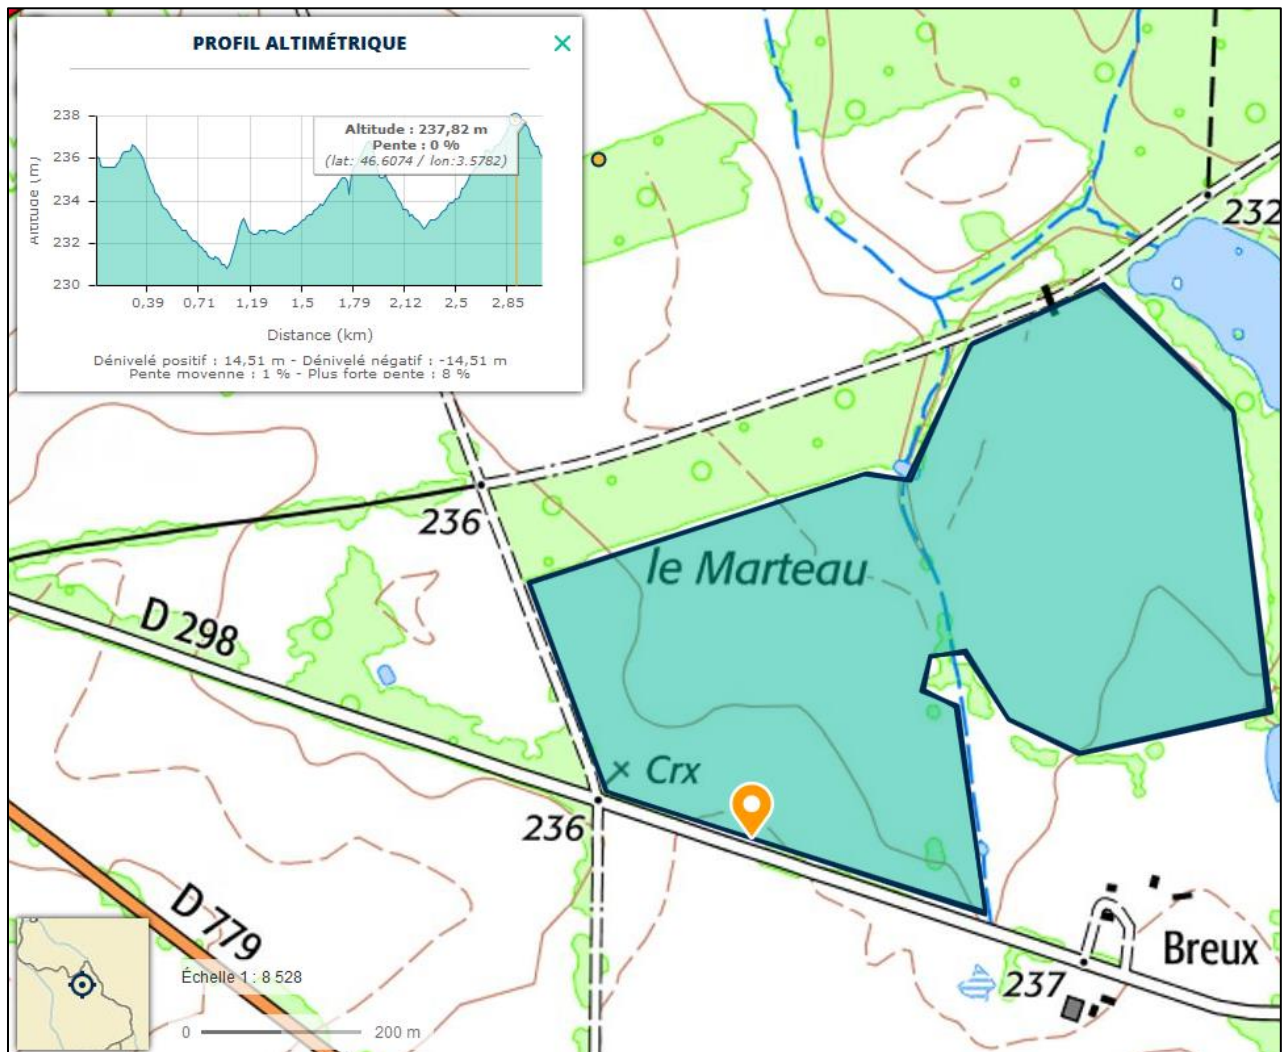 PROFIL ALTIMÉTRIQUE
Altitude (m)
238
236
234
232
230
Altitude : 237,82 m
Pente : 0 %
(lat: 46.6074 / lon:3.5782)
0,39 0,71 1,19 1,5 1,79 2,12 2,5 2,85
Distance (km)
Dénivelé positif : 14,51 m - Dénivelé négatif : -14,51 m
Pente moyenne : 1 % - Plus forte pente : 8 %
232
236
le Marteau
D 298
Crx
236
D 779
Breux
237
Échelle 1 : 8 528
0 200 m